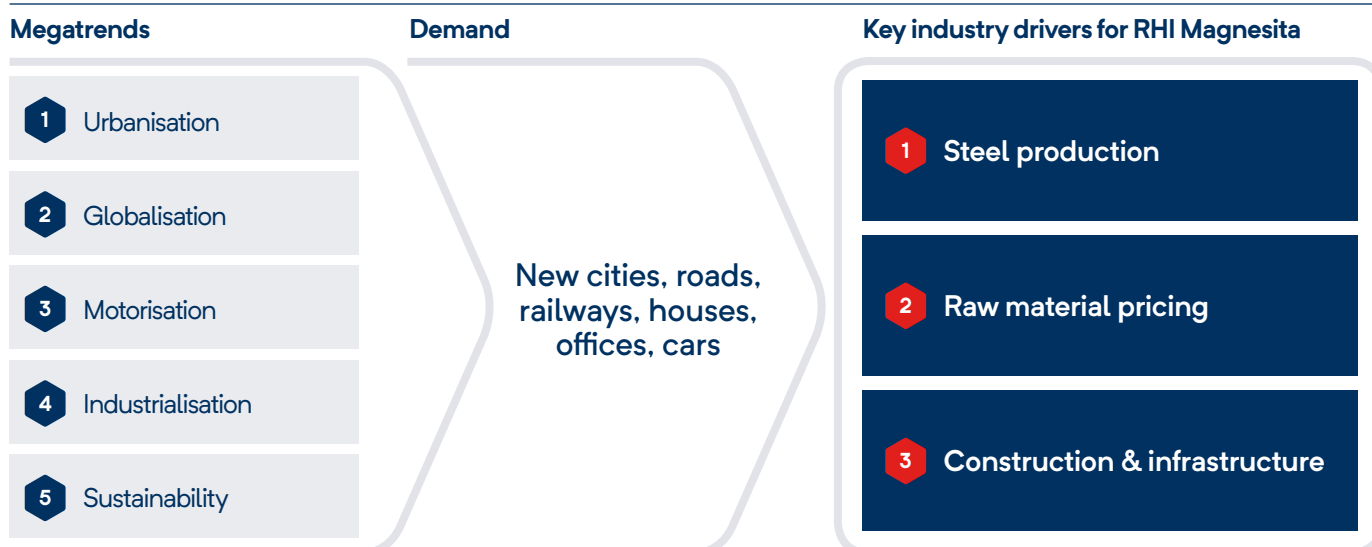 Megatrends
1 Urbanisation
2 Globalisation
3 Motorisation
4 Industrialisation
5 Sustainability
Demand
New cities, roads,
railways, houses,
offices, cars
Key industry drivers for RHI Magnesita
1 Steel production
2 Raw material pricing
3 Construction & infrastructure